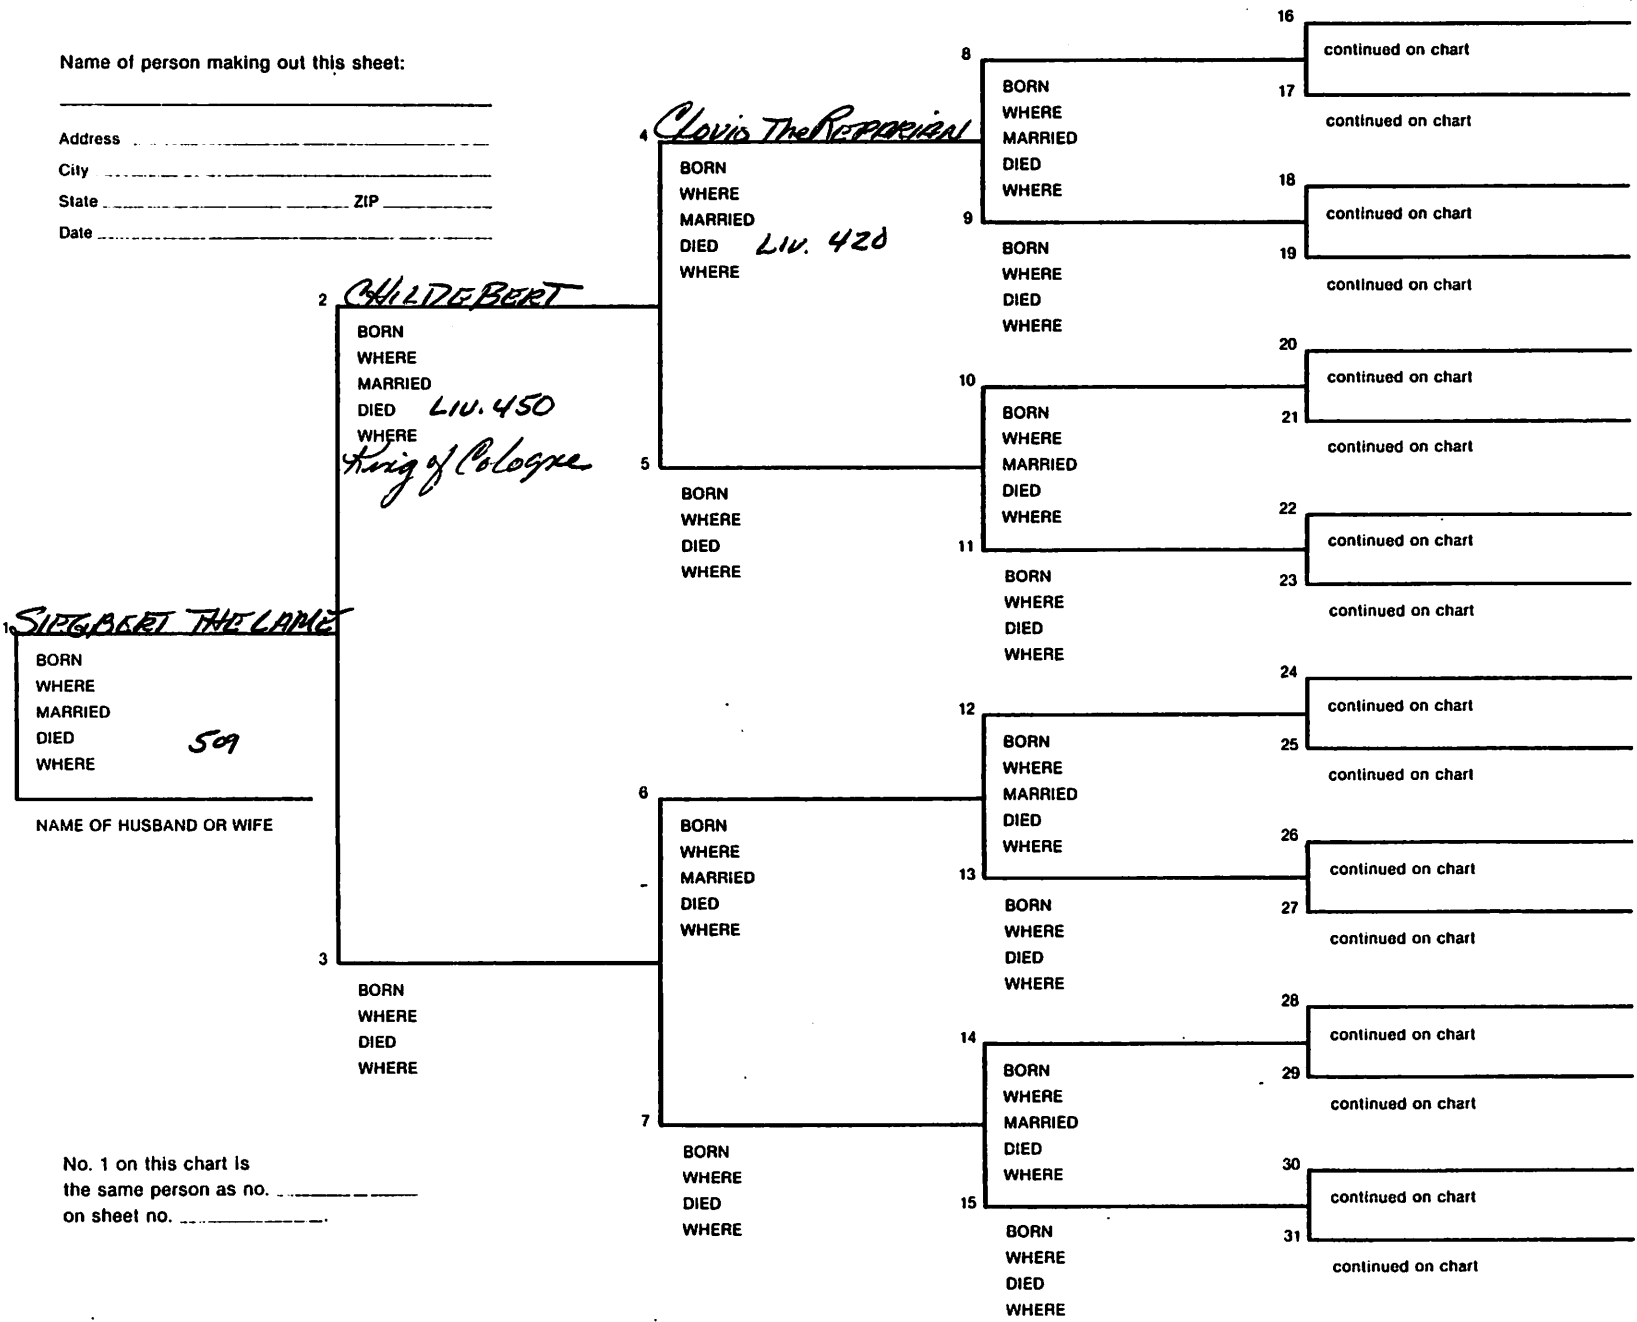 Name of person making out this sheet:
Address
City
State ZIP
Date
1 SIEGBERT THE LAME
BORN
WHERE
MARRIED
DIED 509
WHERE
NAME OF HUSBAND OR WIFE
2 CHILDEBERT
BORN
WHERE
MARRIED
DIED LIV. 450
WHERE
King of Cologne
3
BORN
WHERE
DIED
WHERE
4 Clovis The Reparian
BORN
WHERE
MARRIED
DIED LIV. 420
WHERE
5
BORN
WHERE
DIED
WHERE
6
BORN
WHERE
MARRIED
DIED
WHERE
7
BORN
WHERE
DIED
WHERE
8
BORN
WHERE
MARRIED
DIED
WHERE
9
BORN
WHERE
DIED
WHERE
10
BORN
WHERE
MARRIED
DIED
WHERE
11
BORN
WHERE
DIED
WHERE
12
BORN
WHERE
MARRIED
DIED
WHERE
13
BORN
WHERE
DIED
WHERE
14
BORN
WHERE
MARRIED
DIED
WHERE
15
BORN
WHERE
DIED
WHERE
16
continued on chart
17
continued on chart
18
continued on chart
19
continued on chart
20
continued on chart
21
continued on chart
22
continued on chart
23
continued on chart
24
continued on chart
25
continued on chart
26
continued on chart
27
continued on chart
28
continued on chart
29
continued on chart
30
continued on chart
31
continued on chart
No. 1 on this chart is
the same person as no.
on sheet no. .